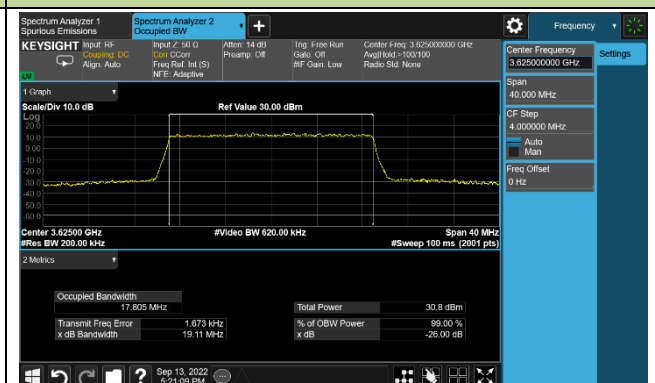 Spectrum Analyzer 1
Spurious Emissions
Spectrum Analyzer 2
Occupied BW
Frequency
KEYSIGHT
Input: RF
Coupling: DC
Align: Auto
Input Z: 50 Ω
Corr CCorr
Freq Ref: Int (S)
NFE: Adaptive
Atten: 14 dB
Preamp: Off
Trig: Free Run
Gate: Off
#IF Gain: Low
Center Freq: 3.625000000 GHz
Avg|Hold:>100/100
Radio Std: None
LU
1 Graph
Scale/Div 10.0 dB
Ref Value 30.00 dBm
Log
20.0
10.0
0.00
-10.0
-20.0
-30.0
-40.0
-50.0
-60.0
Center 3.62500 GHz
#Video BW 620.00 kHz
Span 40 MHz
#Res BW 200.00 kHz
#Sweep 100 ms (2001 pts)
2 Metrics
Occupied Bandwidth
17.805 MHz
Total Power
30.8 dBm
Transmit Freq Error
1.673 kHz
% of OBW Power
99.00 %
x dB Bandwidth
19.11 MHz
x dB
-26.00 dB
Sep 13, 2022
5:21:09 PM
Center Frequency
3.625000000 GHz
Settings
Span
40.000 MHz
CF Step
4.000000 MHz
Auto
Man
Freq Offset
0 Hz